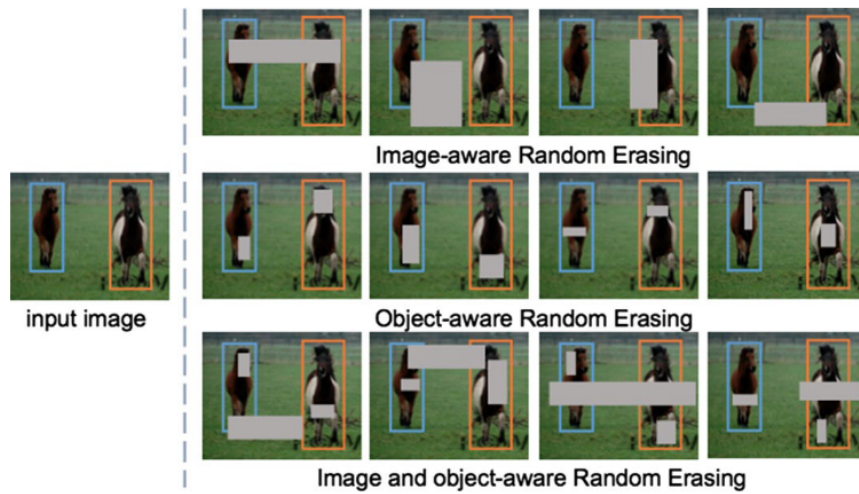 Image-aware Random Erasing
input image
Object-aware Random Erasing
Image and object-aware Random Erasing